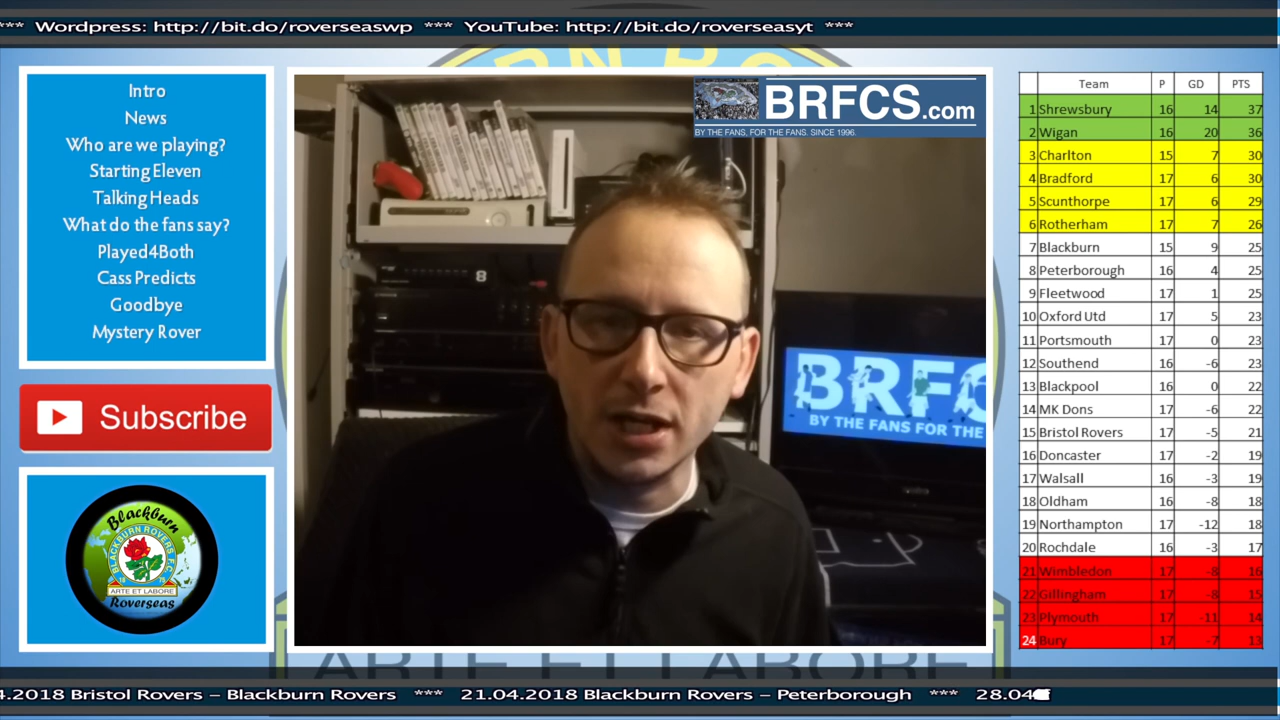 *** Wordpress: http://bit.do/roverseaswp *** YouTube: http://bit.do/roverseasyt ***
Intro
News
Who are we playing?
Starting Eleven
Talking Heads
What do the fans say?
Played4Both
Cass Predicts
Goodbye
Mystery Rover
Subscribe
Blackburn
BLACKBURN ROVERS F.C.
1875
ARTE ET LABORE
Roverseas
BRFCS.com
BY THE FANS, FOR THE FANS. SINCE 1996.
8
BRFC
BY THE FANS FOR THE
Team P GD PTS
1 Shrewsbury 16 14 37
2 Wigan 16 20 36
3 Charlton 15 7 30
4 Bradford 17 6 30
5 Scunthorpe 17 6 29
6 Rotherham 17 7 26
7 Blackburn 15 9 25
8 Peterborough 16 4 25
9 Fleetwood 17 1 25
10 Oxford Utd 17 5 23
11 Portsmouth 17 0 23
12 Southend 16 -6 23
13 Blackpool 16 0 22
14 MK Dons 17 -6 22
15 Bristol Rovers 17 -5 21
16 Doncaster 17 -2 19
17 Walsall 16 -3 19
18 Oldham 16 -8 18
19 Northampton 17 -12 18
20 Rochdale 16 -3 17
21 Wimbledon 17 -8 16
22 Gillingham 17 -8 15
23 Plymouth 17 -11 14
24 Bury 17 -7 13
ARTE ET LABORE
4.2018 Bristol Rovers – Blackburn Rovers *** 21.04.2018 Blackburn Rovers – Peterborough *** 28.04